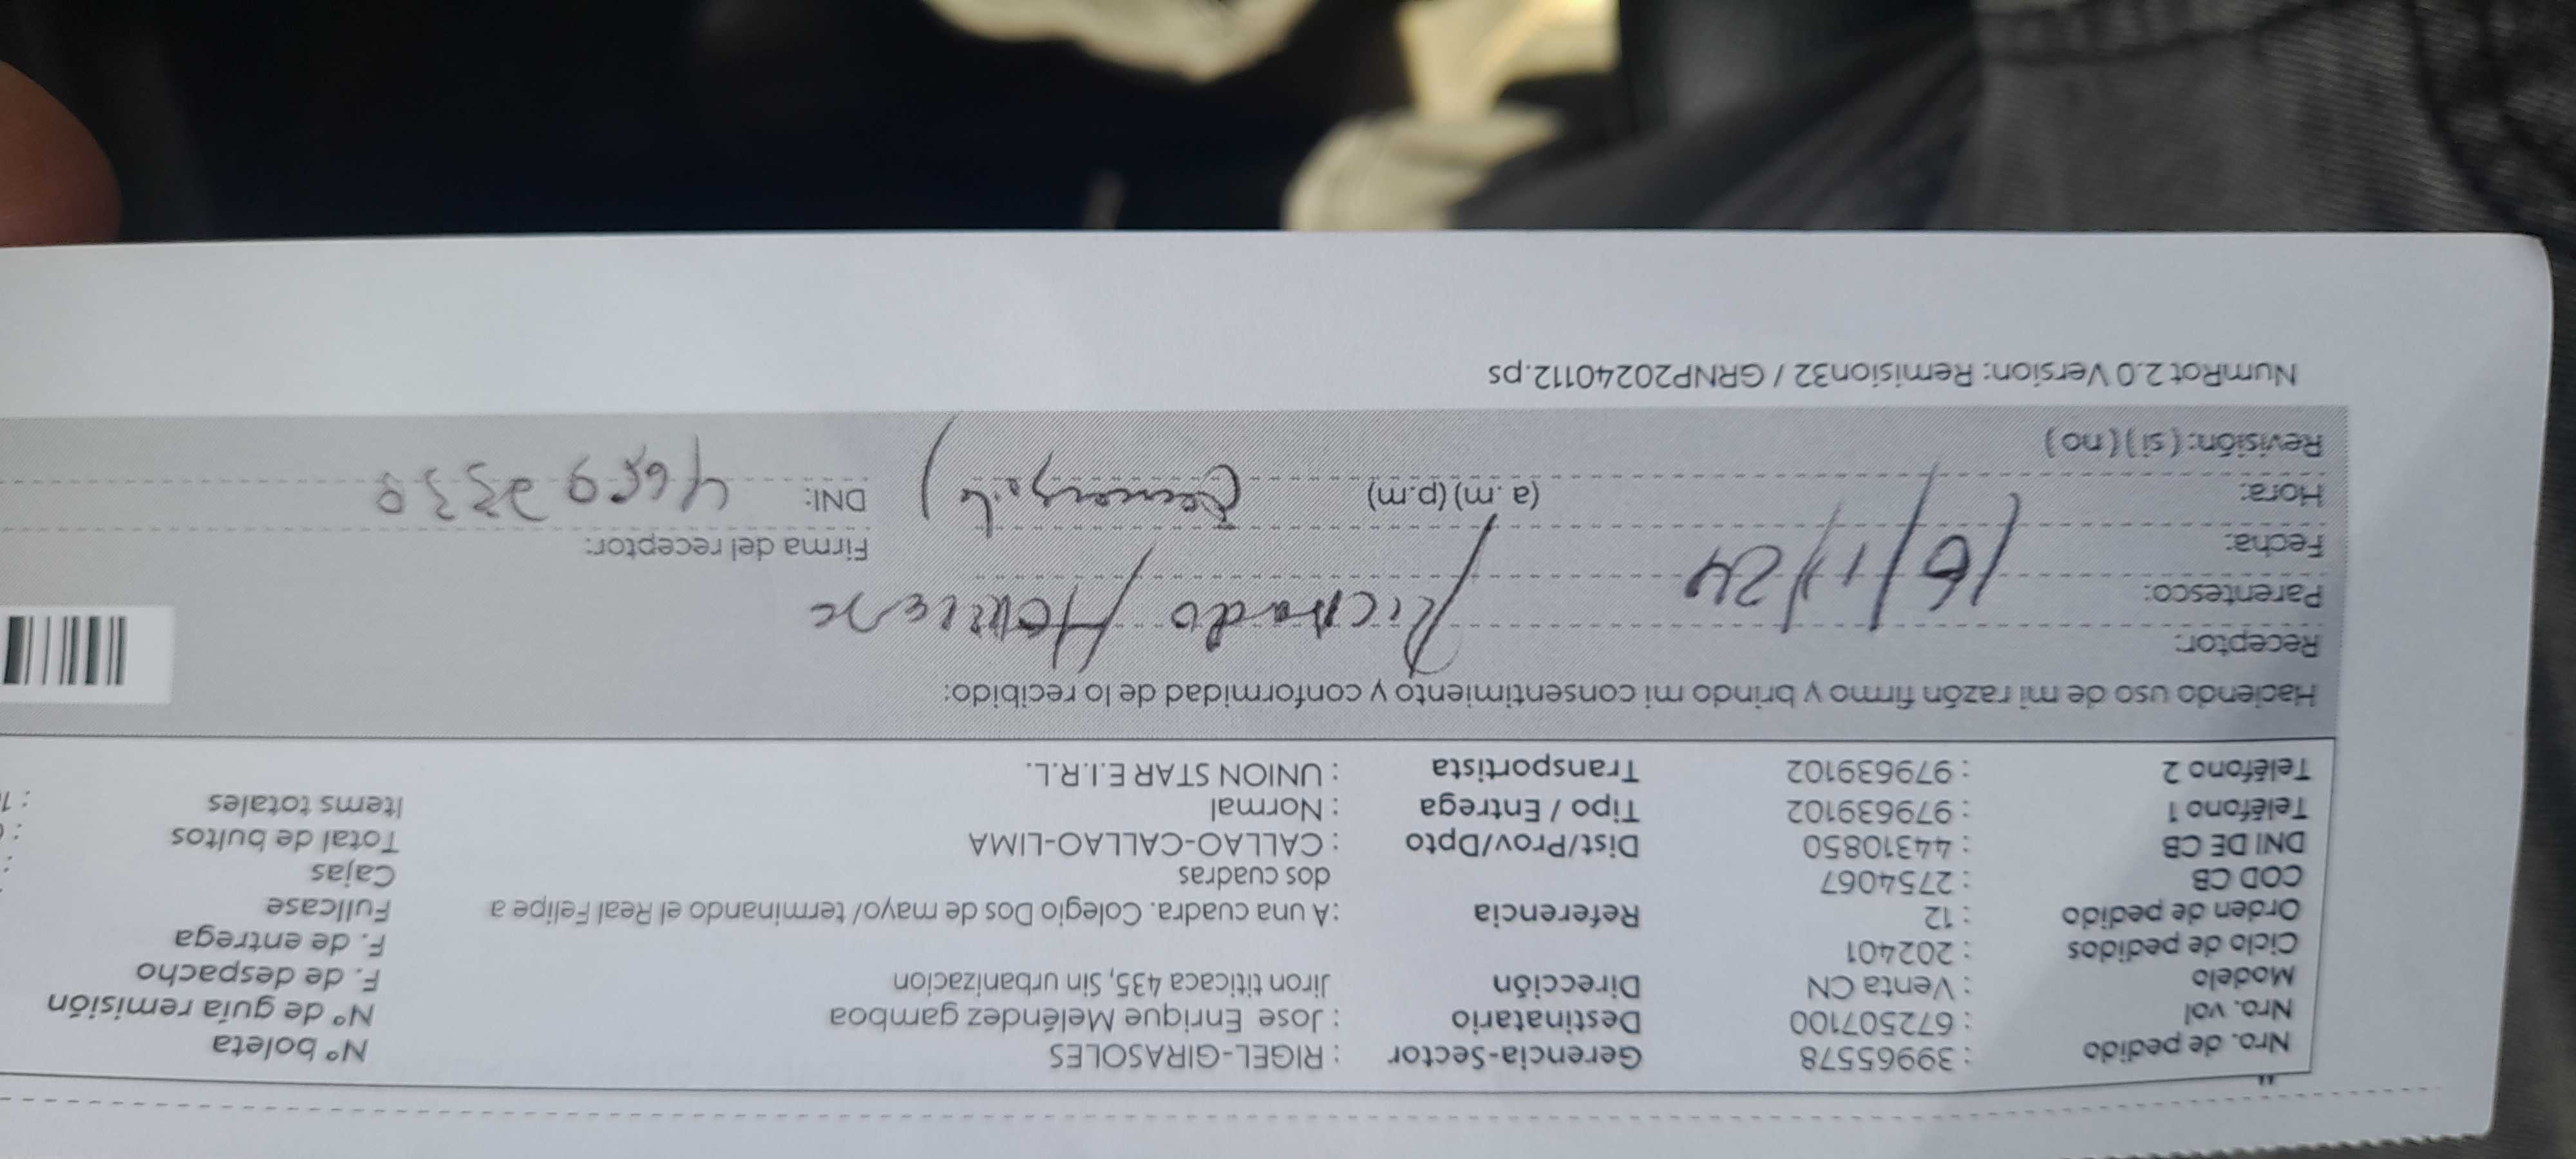 Nro. de pedido : 39965578 Gerencia-Sector : RIGEL-GIRASOLES Nº boleta
Nro. vol : 672507100 Destinatario : Jose Enrique Meléndez gamboa Nº de guía remisión
Modelo : Venta CN Dirección Jiron titicaca 435, Sin urbanizacion F. de despacho
Ciclo de pedidos : 202401 F. de entrega
Orden de pedido : 12 Referencia : A una cuadra. Colegio Dos de mayo/ terminando el Real Felipe a Fullcase
COD CB : 2754067 dos cuadras Cajas
DNI DE CB : 44310850 Dist/Prov/Dpto : CALLAO-CALLAO-LIMA Total de bultos
Teléfono 1 : 979639102 Tipo / Entrega : Normal Items totales
Teléfono 2 : 979639102 Transportista : UNION STAR E.I.R.L.
Haciendo uso de mi razón firmo y brindo mi consentimiento y conformidad de lo recibido:
Receptor: Ricardo
Parentesco:
Fecha: 16/1/24 Firma del receptor:
Hora: (a .m) (p.m) DNI:
Revisión: ( si ) ( no )
NumRot 2.0 Version: Remision32 / GRNP20240112.ps